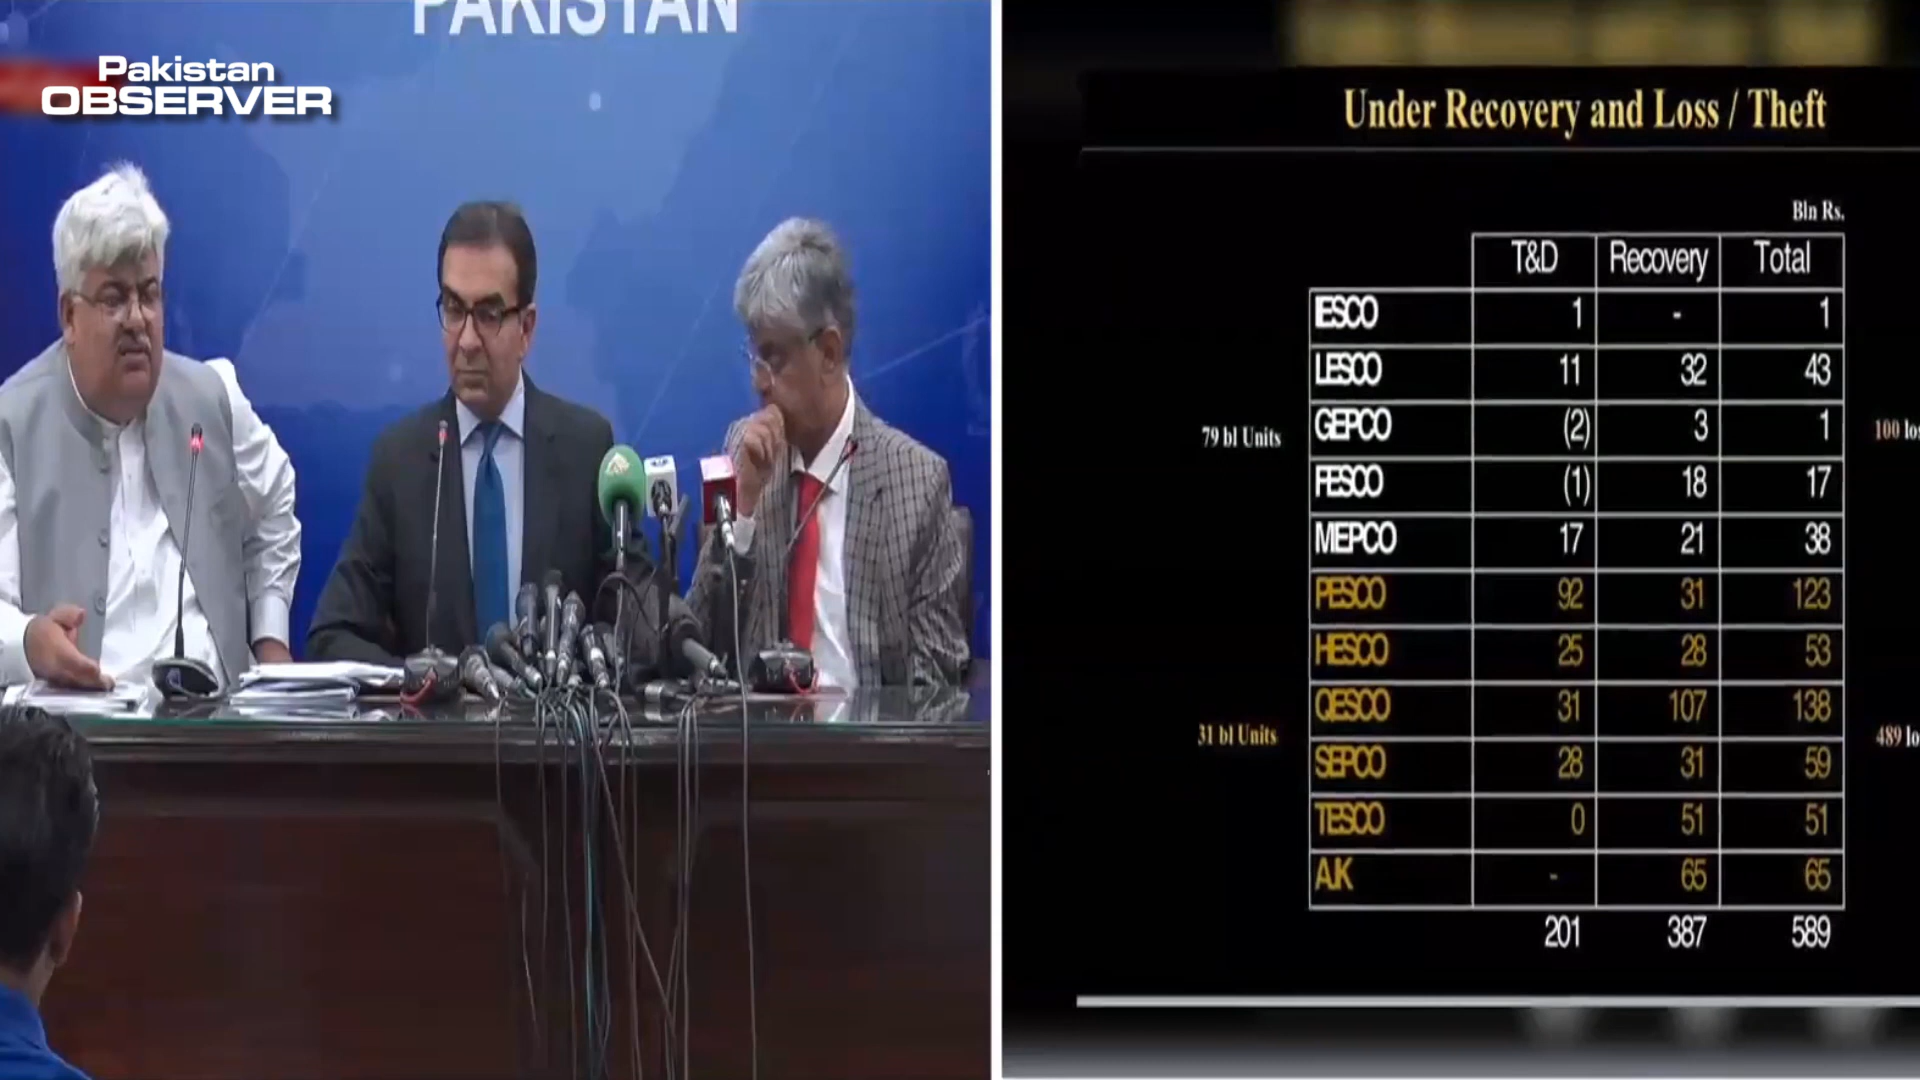 PAKISTAN
Pakistan
OBSERVER
Under Recovery and Loss / Theft
Bln Rs.
T&D Recovery Total
IESCO 1 - 1
LESCO 11 32 43
GEPCO (2) 3 1
FESCO (1) 18 17
MEPCO 17 21 38
PESCO 92 31 123
HESCO 25 28 53
QESCO 31 107 138
SEPCO 28 31 59
TESCO 0 51 51
AJK - 65 65
201 387 589
79 bl Units
31 bl Units
100
489